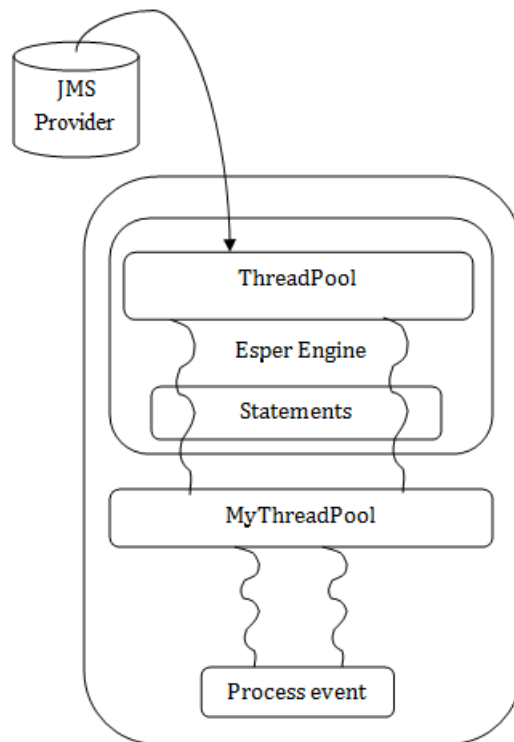 JMS
Provider
ThreadPool
Esper Engine
Statements
MyThreadPool
Process event